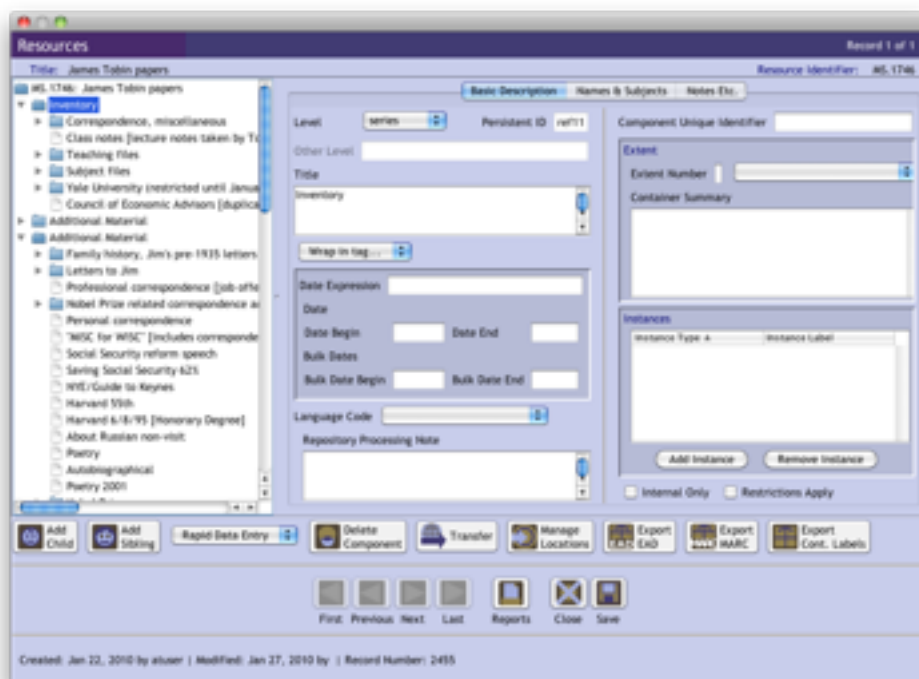 Resources
Record 1 of 1
Title: James Tobin papers
Resource Identifier: MS.1746
MS.1746: James Tobin papers
Inventory
Correspondence, miscellaneous
Class notes [lecture notes taken by To
Teaching files
Subject files
Yale University (restricted until Janua
Council of Economic Advisors [duplica
Additional Material
Additional Material
Family history, Jim's pre-1935 letters
Letters to Jim
Professional correspondence [job offe
Nobel Prize related correspondence a
Personal correspondence
"MISC for WISC" [includes corresponde
Social Security reform speech
Saving Social Security 62%
NYE/Guide to Keynes
Harvard 55th
Harvard 6/8/95 [Honorary Degree]
About Russian non-visit
Poetry
Autobiographical
Poetry 2001
Basic Description
Names & Subjects
Notes Etc.
Level
series
Persistent ID
ref11
Other Level
Title
Inventory
Wrap in tag...
Date Expression
Date
Date Begin
Date End
Bulk Dates
Bulk Date Begin
Bulk Date End
Language Code
Repository Processing Note
Component Unique Identifier
Extent
Extent Number
Container Summary
Instances
Instance Type
Instance Label
Add Instance
Remove Instance
Internal Only
Restrictions Apply
Add Child
Add Sibling
Rapid Data Entry
Delete Component
Transfer
Manage Locations
Export EAD
Export MARC
Export Cont. Labels
First
Previous
Next
Last
Reports
Close
Save
Created: Jan 22, 2010 by atuser | Modified: Jan 27, 2010 by | Record Number: 2455